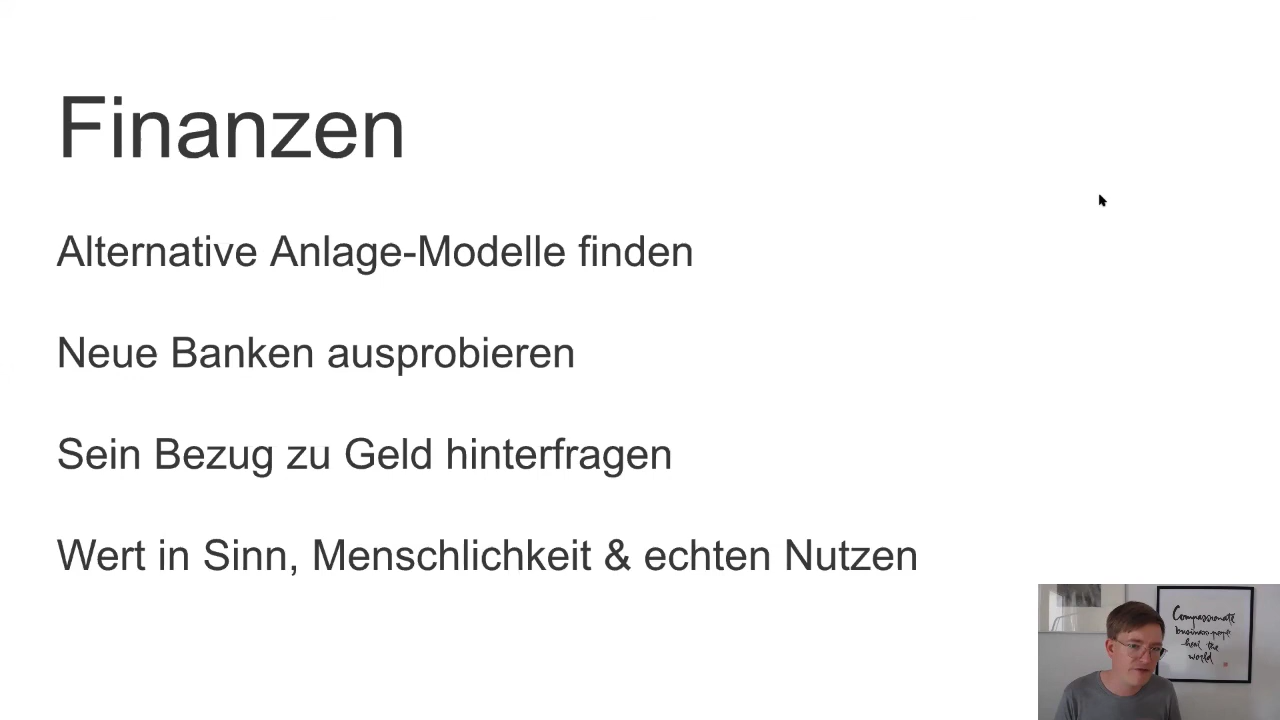 Finanzen
Alternative Anlage-Modelle finden
Neue Banken ausprobieren
Sein Bezug zu Geld hinterfragen
Wert in Sinn, Menschlichkeit & echten Nutzen
Compassionate
business
heal the
world